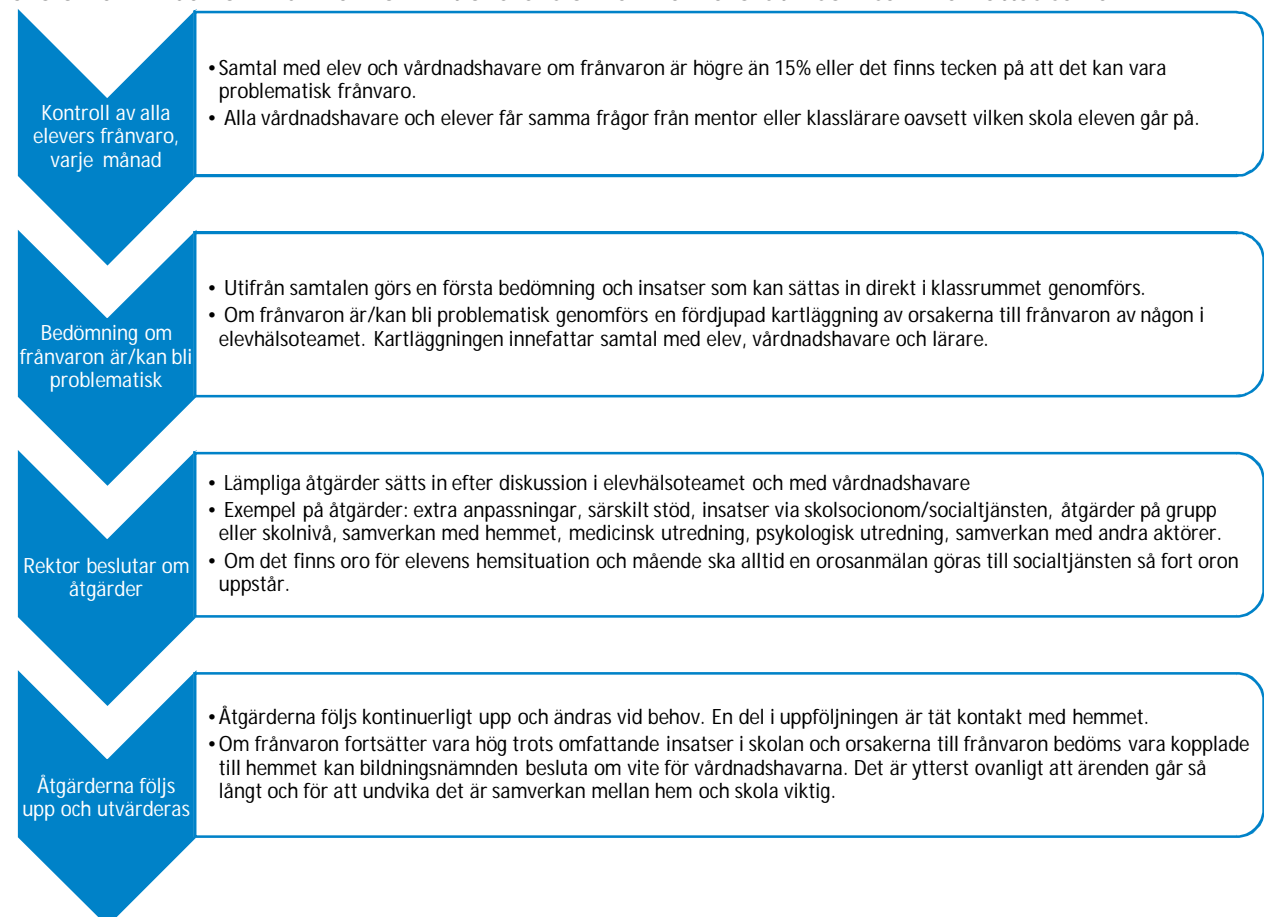 Kontroll av alla
elevers frånvaro,
varje månad
• Samtal med elev och vårdnadshavare om frånvaron är högre än 15% eller det finns tecken på att det kan vara
problematisk frånvaro.
• Alla vårdnadshavare och elever får samma frågor från mentor eller klasslärare oavsett vilken skola eleven går på.
Bedömning om
frånvaron är/kan bli
problematisk
• Utifrån samtalen görs en första bedömning och insatser som kan sättas in direkt i klassrummet genomförs.
• Om frånvaron är/kan bli problematisk genomförs en fördjupad kartläggning av orsakerna till frånvaron av någon i
elevhälsoteamet. Kartläggningen innefattar samtal med elev, vårdnadshavare och lärare.
Rektor beslutar om
åtgärder
• Lämpliga åtgärder sätts in efter diskussion i elevhälsoteamet och med vårdnadshavare
• Exempel på åtgärder: extra anpassningar, särskilt stöd, insatser via skolsocionom/socialtjänsten, åtgärder på grupp
eller skolnivå, samverkan med hemmet, medicinsk utredning, psykologisk utredning, samverkan med andra aktörer.
• Om det finns oro för elevens hemsituation och mående ska alltid en orosanmälan göras till socialtjänsten så fort oron
uppstår.
Åtgärderna följs
upp och utvärderas
• Åtgärderna följs kontinuerligt upp och ändras vid behov. En del i uppföljningen är tät kontakt med hemmet.
• Om frånvaron fortsätter vara hög trots omfattande insatser i skolan och orsakerna till frånvaron bedöms vara kopplade
till hemmet kan bildningsnämnden besluta om vite för vårdnadshavarna. Det är ytterst ovanligt att ärenden går så
långt och för att undvika det är samverkan mellan hem och skola viktig.